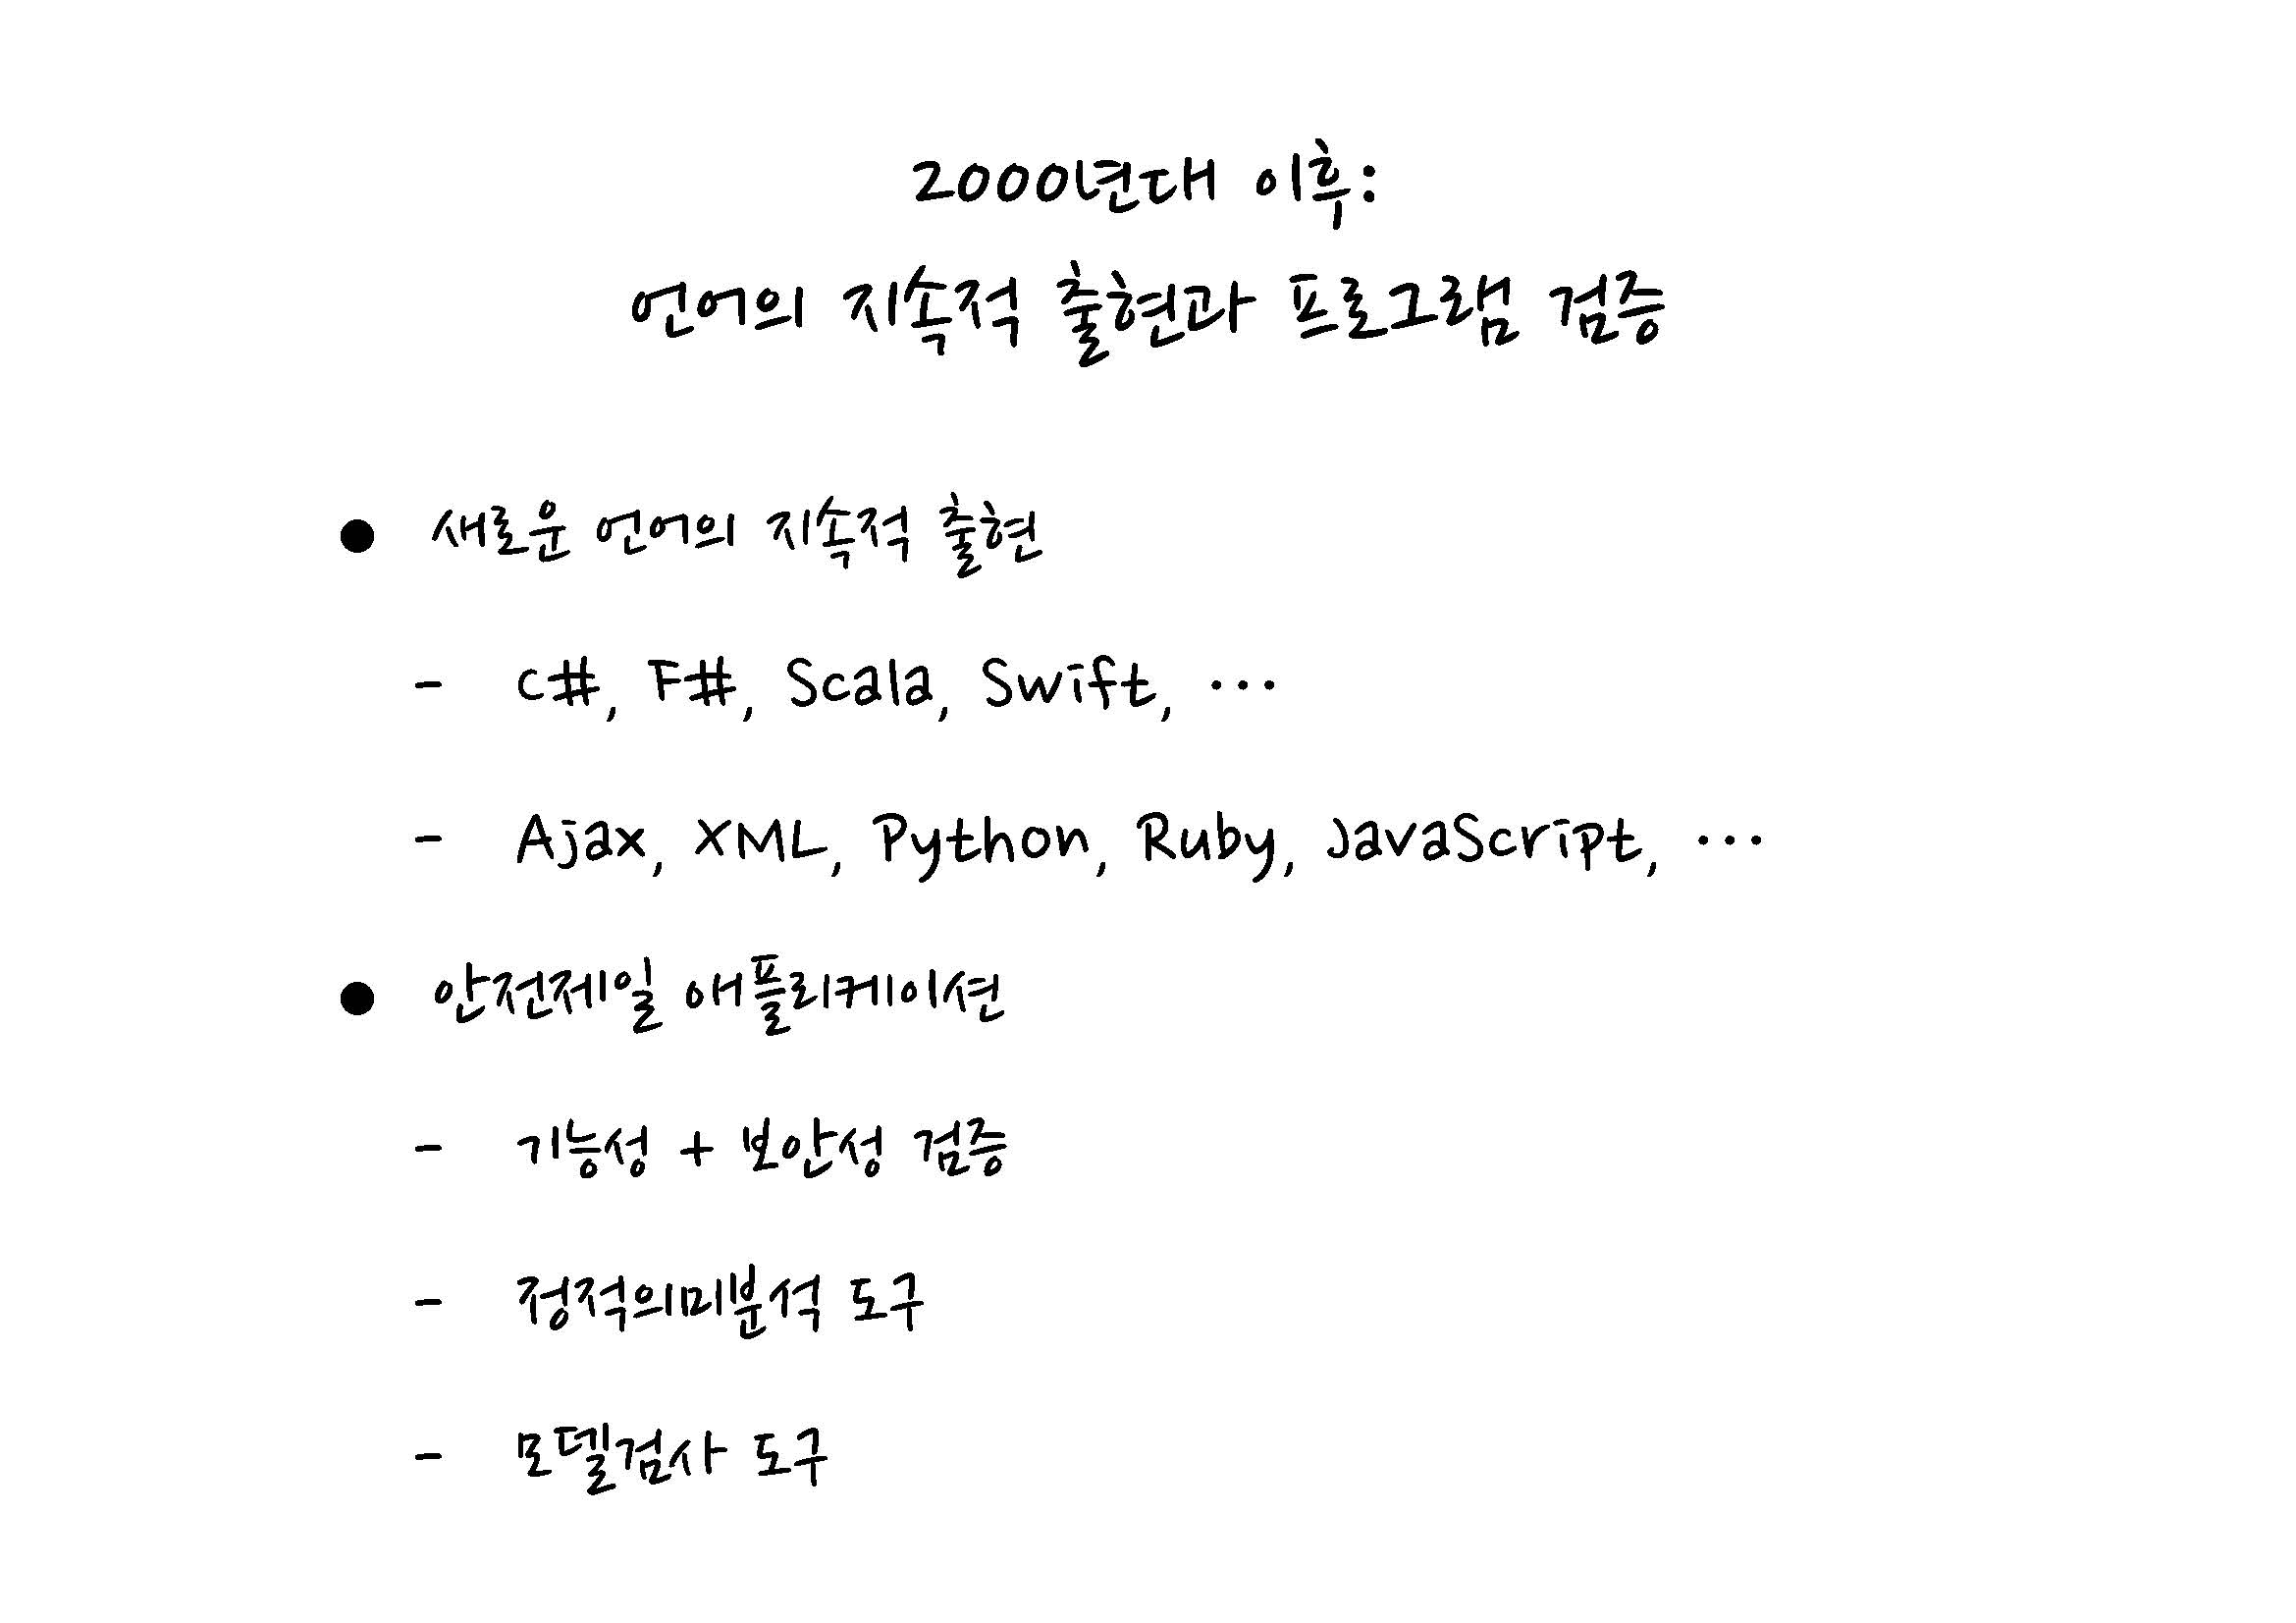 2000년대 이후:
언어의 지속적 출현과 프로그램 검증
● 새로운 언어의 지속적 출현
- C#, F#, Scala, Swift, ···
- Ajax, XML, Python, Ruby, JavaScript, ···
● 안전제일 애플리케이션
- 기능성 + 보안성 검증
- 정적의미분석 도구
- 모델검사 도구